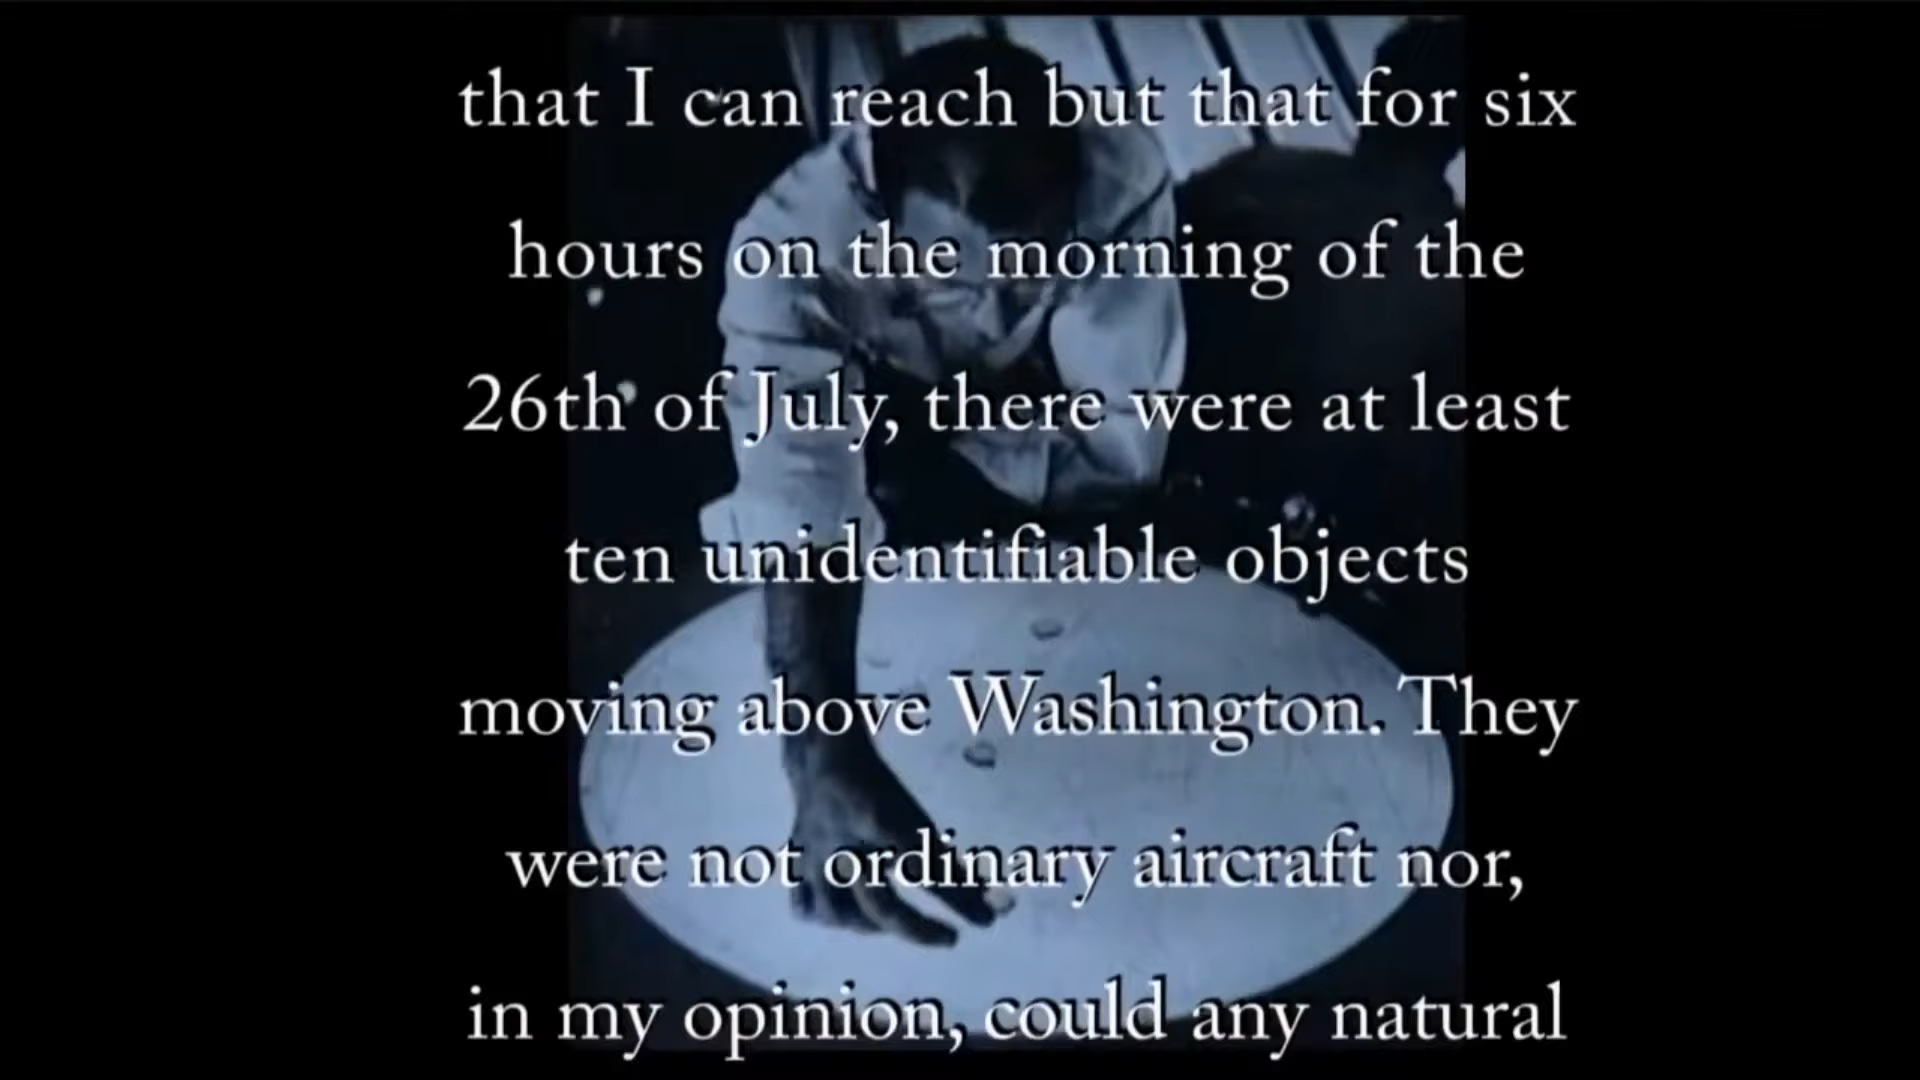 that I can reach but that for six
hours on the morning of the
26th of July, there were at least
ten unidentifiable objects
moving above Washington. They
were not ordinary aircraft nor,
in my opinion, could any natural